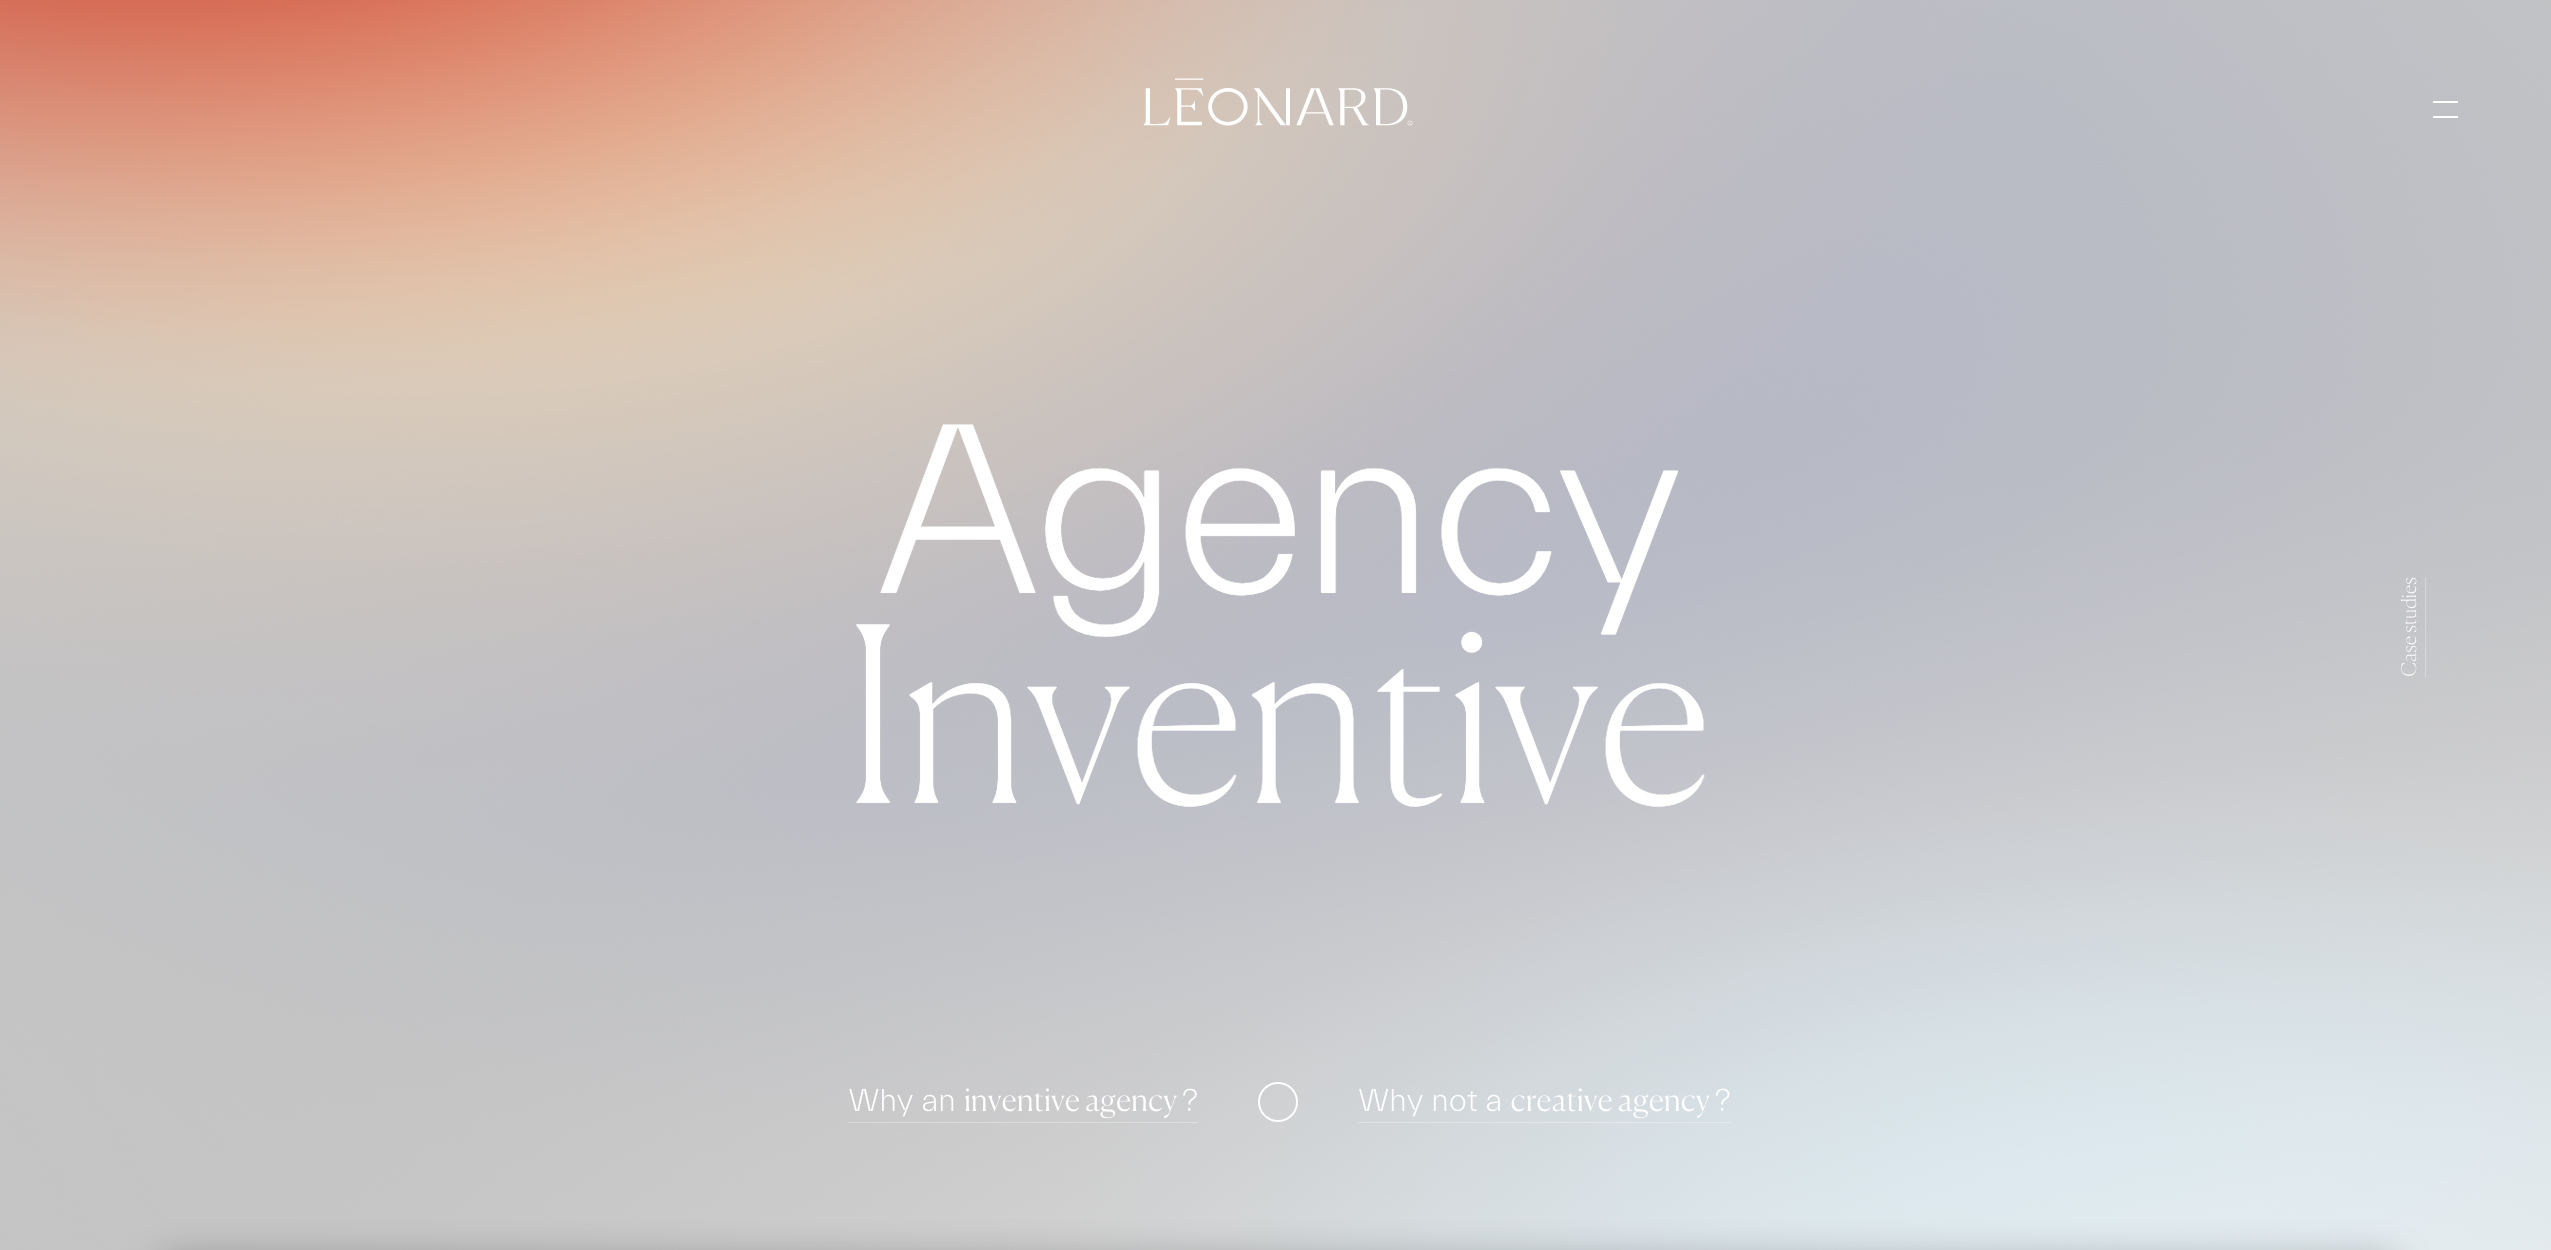 LĒONARD®
Agency
Inventive
Case studies
Why an inventive agency ?
Why not a creative agency ?